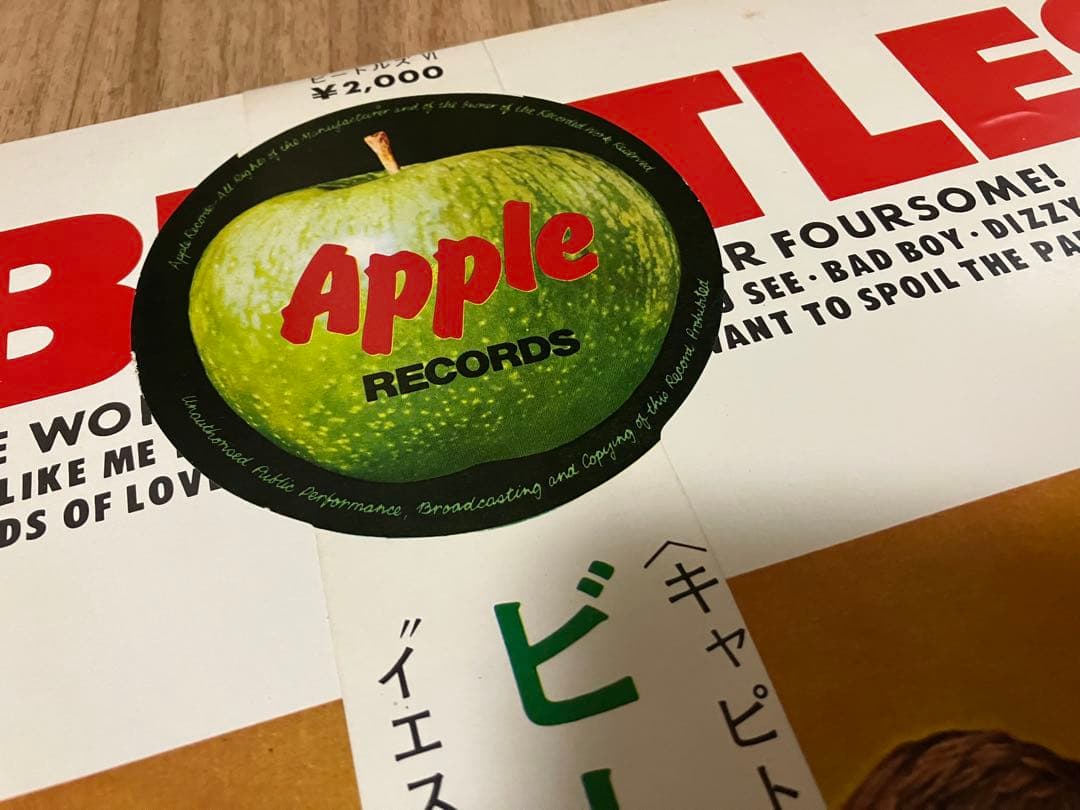 ビートルズ VI
¥2,000
B TLES
Apple Records. All Rights of the Manufacturer and of the Owner of the Recorded Work Reserved
Apple
RECORDS
Unauthorised Public Performance, Broadcasting and Copying of this Record Prohibited
R FOURSOME!
SEE · BAD BOY · DIZZY
ANT TO SPOIL THE PA
E WO
LIKE ME
DS OF LOV
〈キャピト
ビー
"イエス